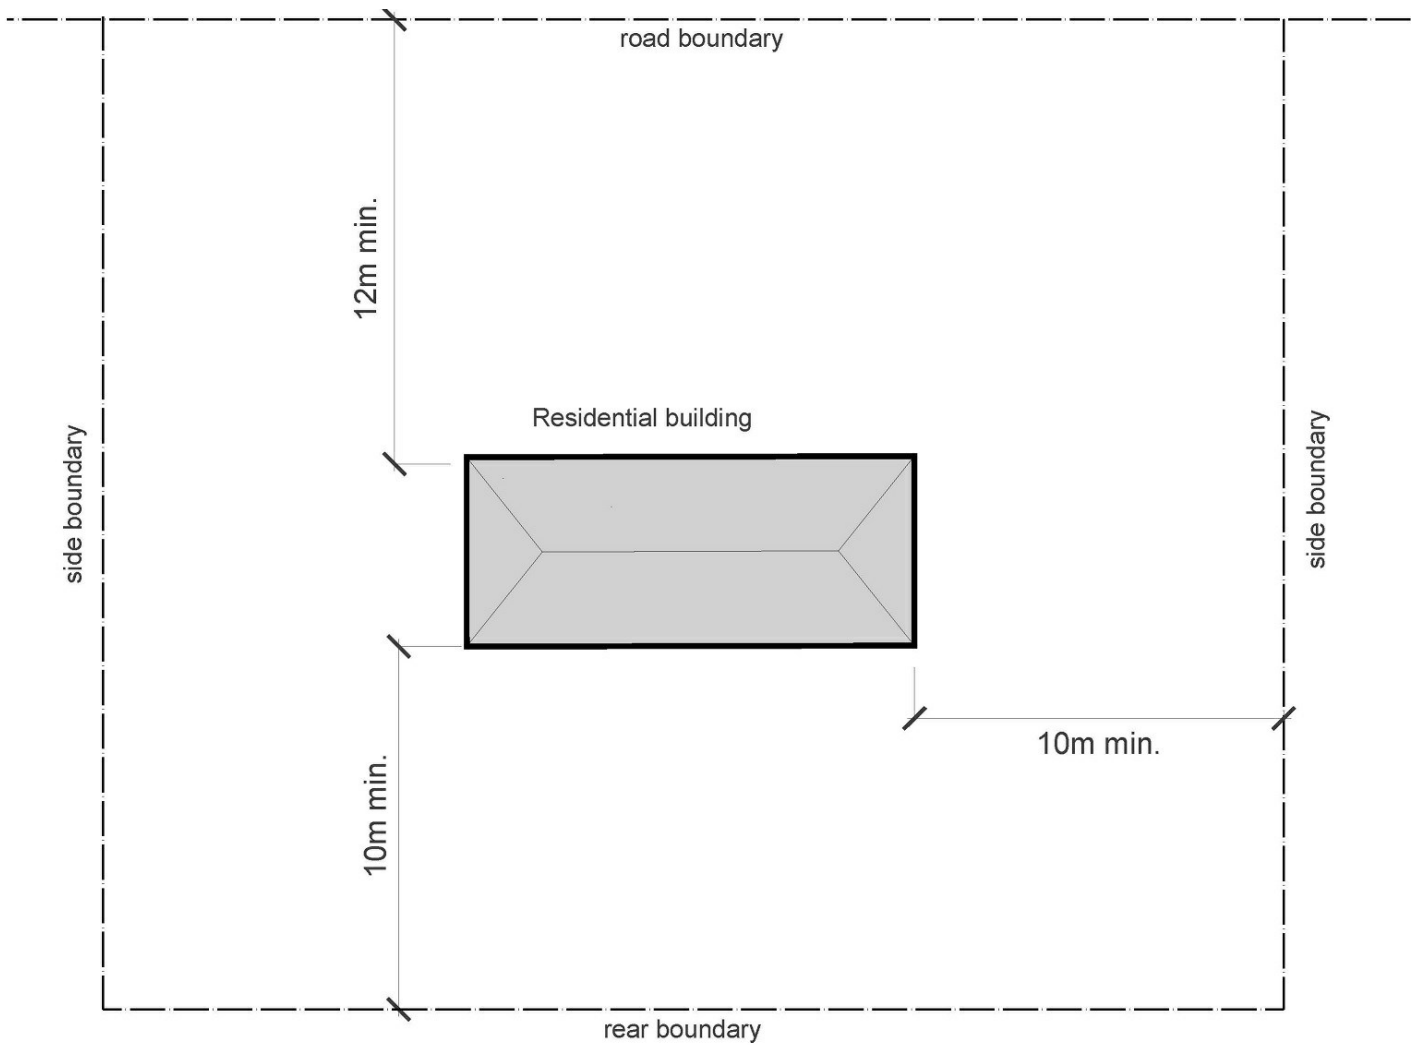 road boundary
12m min.
Residential building
side boundary
side boundary
10m min.
10m min.
rear boundary